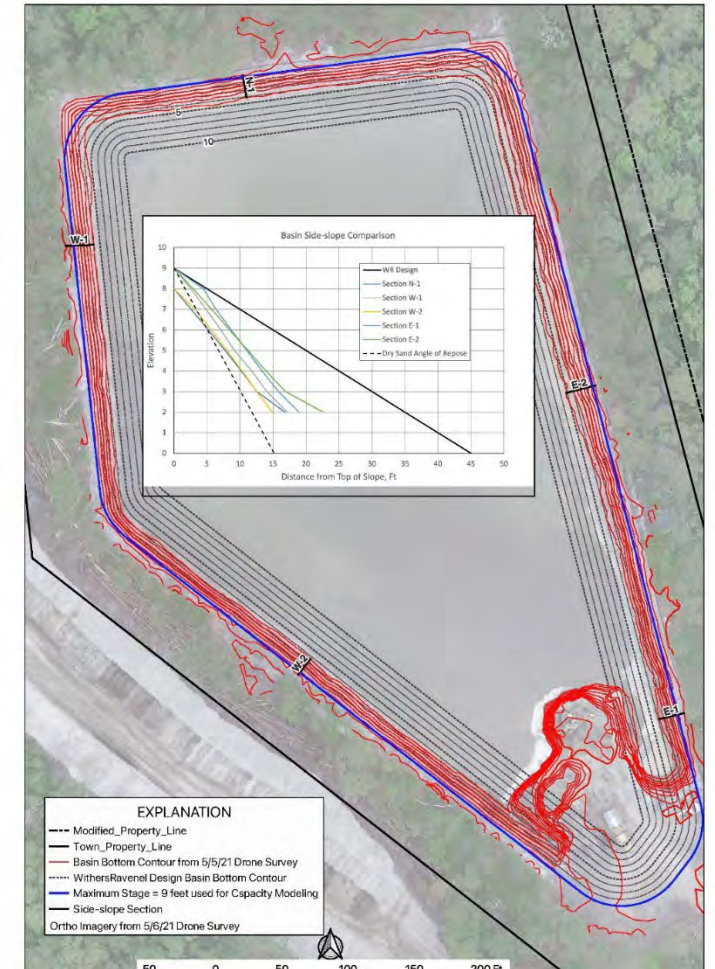 N-1
5
10
W-1
Basin Side-slope Comparison
10
9
8
7
6
5
4
3
2
1
0
Elevation
WR Design
Section N-1
Section W-1
Section W-2
Section E-1
Section E-2
Dry Sand Angle of Repose
0 5 10 15 20 25 30 35 40 45 50
Distance from Top of Slope, Ft
E-2
W-2
E-1
EXPLANATION
Modified_Property_Line
Town_Property_Line
Basin Bottom Contour from 5/5/21 Drone Survey
WithersRavenel Design Basin Bottom Contour
Maximum Stage = 9 feet used for Cspacity Modeling
Side-slope Section
Ortho Imagery from 5/6/21 Drone Survey
50 0 50 100 150 200 Ft